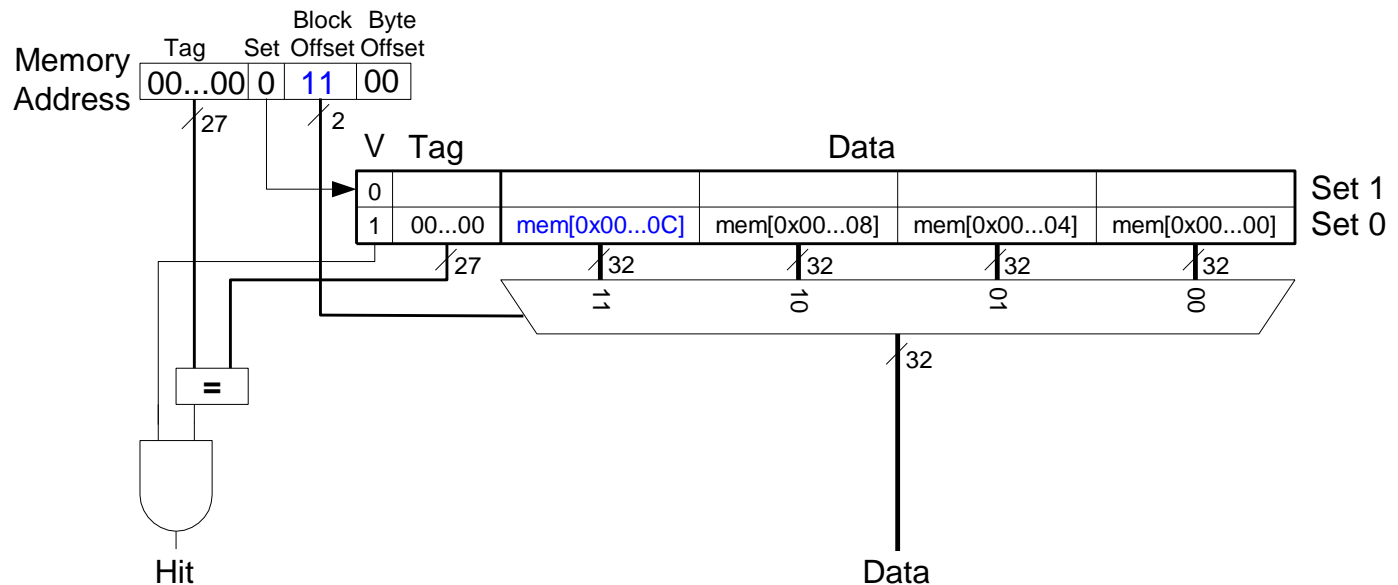 Block Byte
Tag Set Offset Offset
Memory Address 00...00 0 11 00
27 2
V Tag Data
0 Set 1
1 00...00 mem[0x00...0C] mem[0x00...08] mem[0x00...04] mem[0x00...00] Set 0
27 32 32 32 32
11 10 01 00
32
=
Hit Data